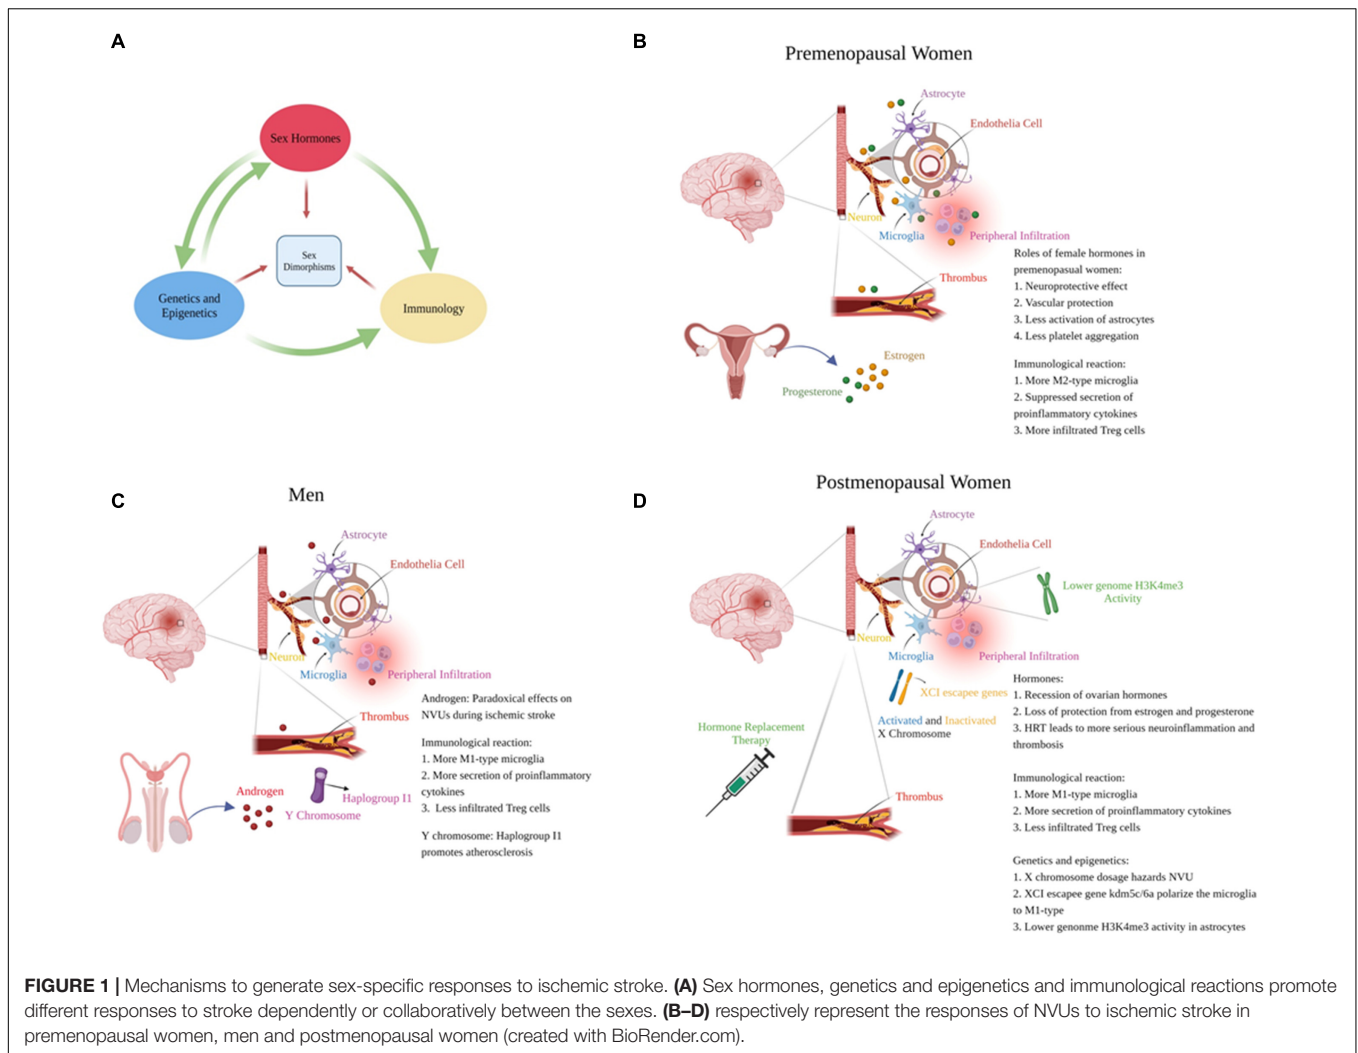 A
Sex Hormones
Sex
Dimorphisms
Genetics and
Epigenetics
Immunology
B
Premenopausal Women
Astrocyte
Endothelia Cell
Neuron
Microglia
Peripheral Infiltration
Thrombus
Estrogen
Progesterone
Roles of female hormones in
premenopasual women:
1. Neuroprotective effect
2. Vascular protection
3. Less activation of astrocytes
4. Less platelet aggregation
Immunological reaction:
1. More M2-type microglia
2. Suppressed secretion of
proinflammatory cytokines
3. More infiltrated Treg cells
C
Men
Astrocyte
Endothelia Cell
Neuron
Microglia
Peripheral Infiltration
Thrombus
Androgen
Haplogroup I1
Y Chromosome
Androgen: Paradoxical effects on
NVUs during ischemic stroke
Immunological reaction:
1. More M1-type microglia
2. More secretion of proinflammatory
cytokines
3. Less infiltrated Treg cells
Y chromosome: Haplogroup I1
promotes atherosclerosis
D
Postmenopausal Women
Astrocyte
Endothelia Cell
Lower genome H3K4me3
Activity
Neuron
Microglia
Peripheral Infiltration
XCI escapee genes
Activated and Inactivated
X Chromosome
Hormone Replacement
Therapy
Thrombus
Hormones:
1. Recession of ovarian hormones
2. Loss of protection from estrogen and progesterone
3. HRT leads to more serious neuroinflammation and
thrombosis
Immunological reaction:
1. More M1-type microglia
2. More secretion of proinflammatory cytokines
3. Less infiltrated Treg cells
Genetics and epigenetics:
1. X chromosome dosage hazards NVU
2. XCI escapee gene kdm5c/6a polarize the microglia
to M1-type
3. Lower genonme H3K4me3 activity in astrocytes
FIGURE 1 | Mechanisms to generate sex-specific responses to ischemic stroke. (A) Sex hormones, genetics and epigenetics and immunological reactions promote
different responses to stroke dependently or collaboratively between the sexes. (B–D) respectively represent the responses of NVUs to ischemic stroke in
premenopausal women, men and postmenopausal women (created with BioRender.com).